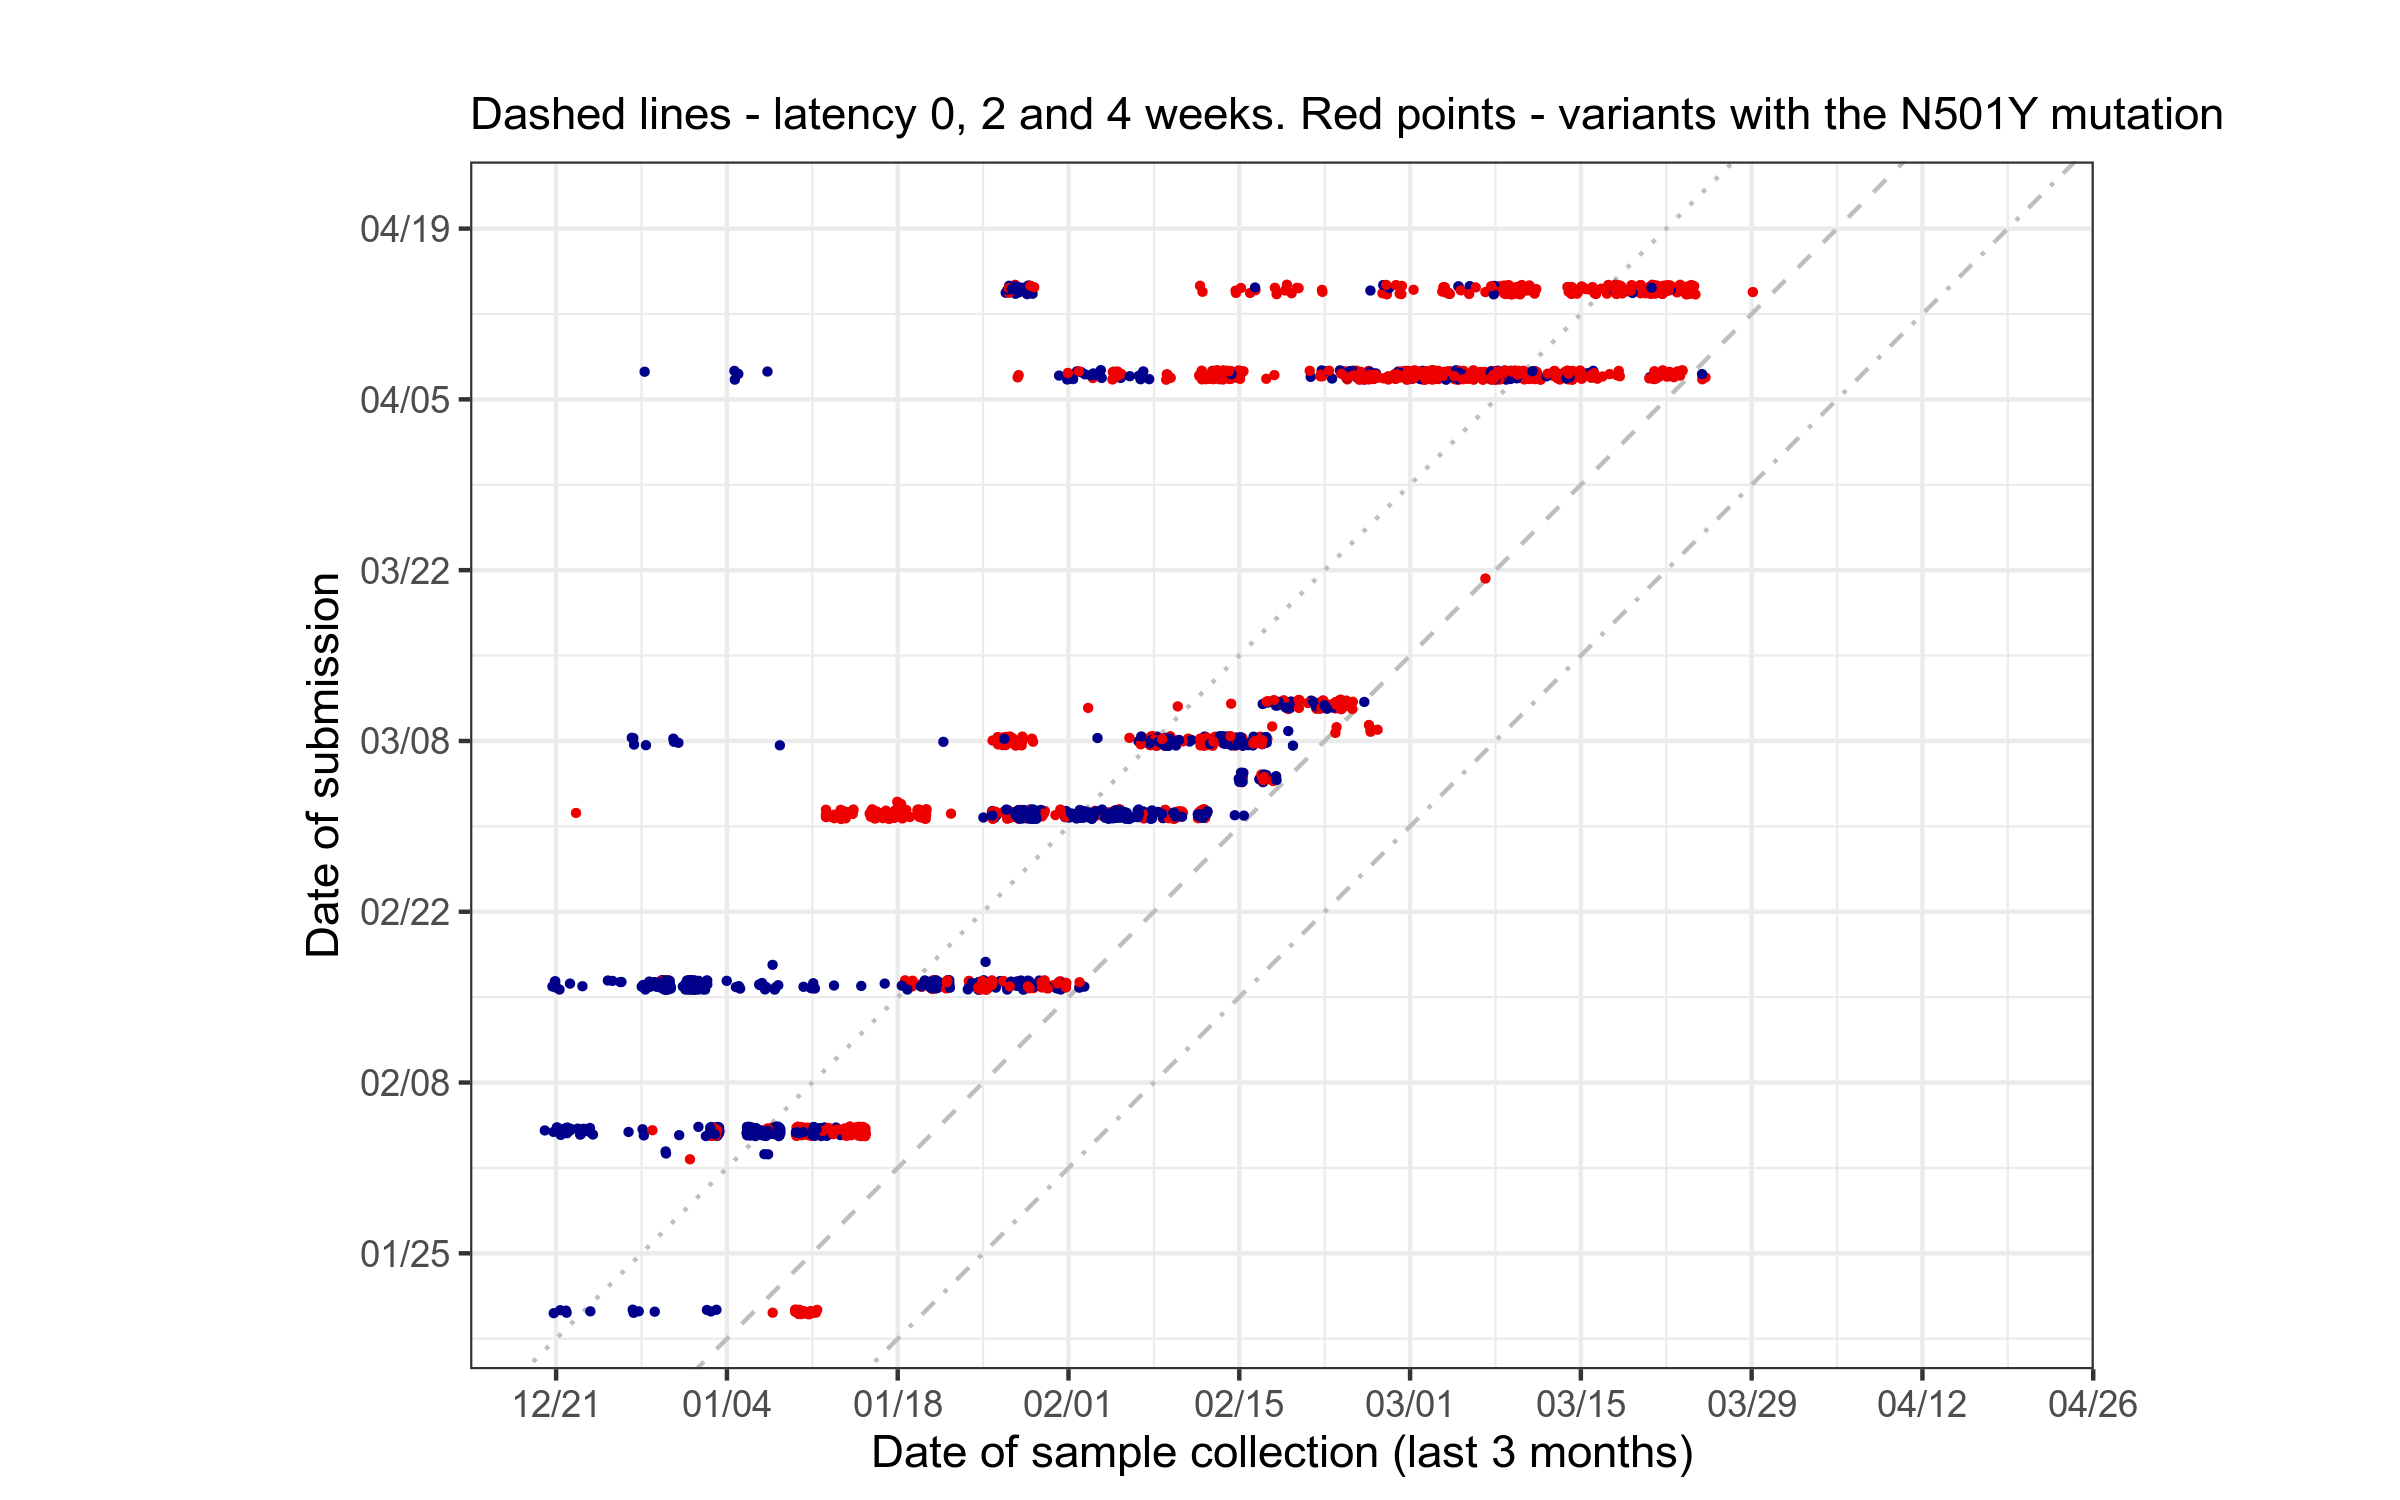 Dashed lines - latency 0, 2 and 4 weeks. Red points - variants with the N501Y mutation
Date of submission
04/19
04/05
03/22
03/08
02/22
02/08
01/25
12/21 01/04 01/18 02/01 02/15 03/01 03/15 03/29 04/12 04/26
Date of sample collection (last 3 months)